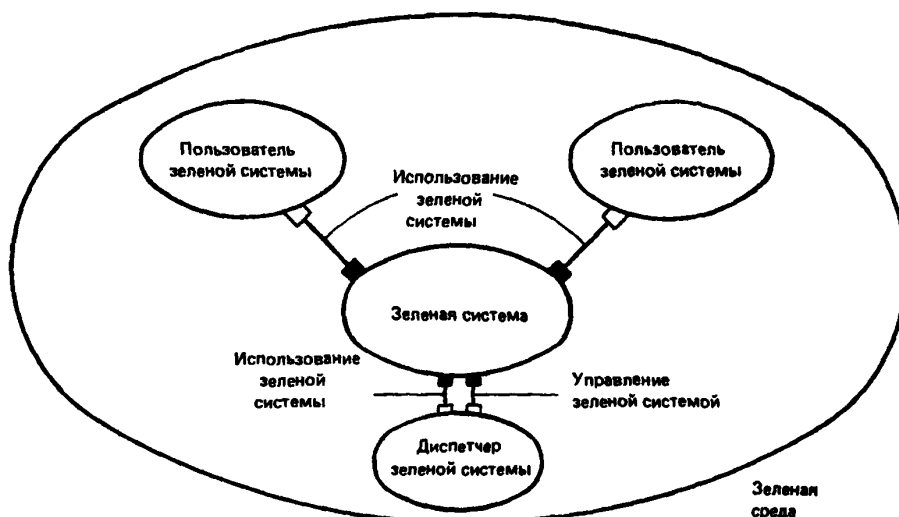 Пользователь
зеленой системы
Пользователь
зеленой системы
Использование
зеленой
системы
Зеленая система
Использование
зеленой
системы
Управление
зеленой системой
Диспетчер
зеленой системы
Зеленая
среда